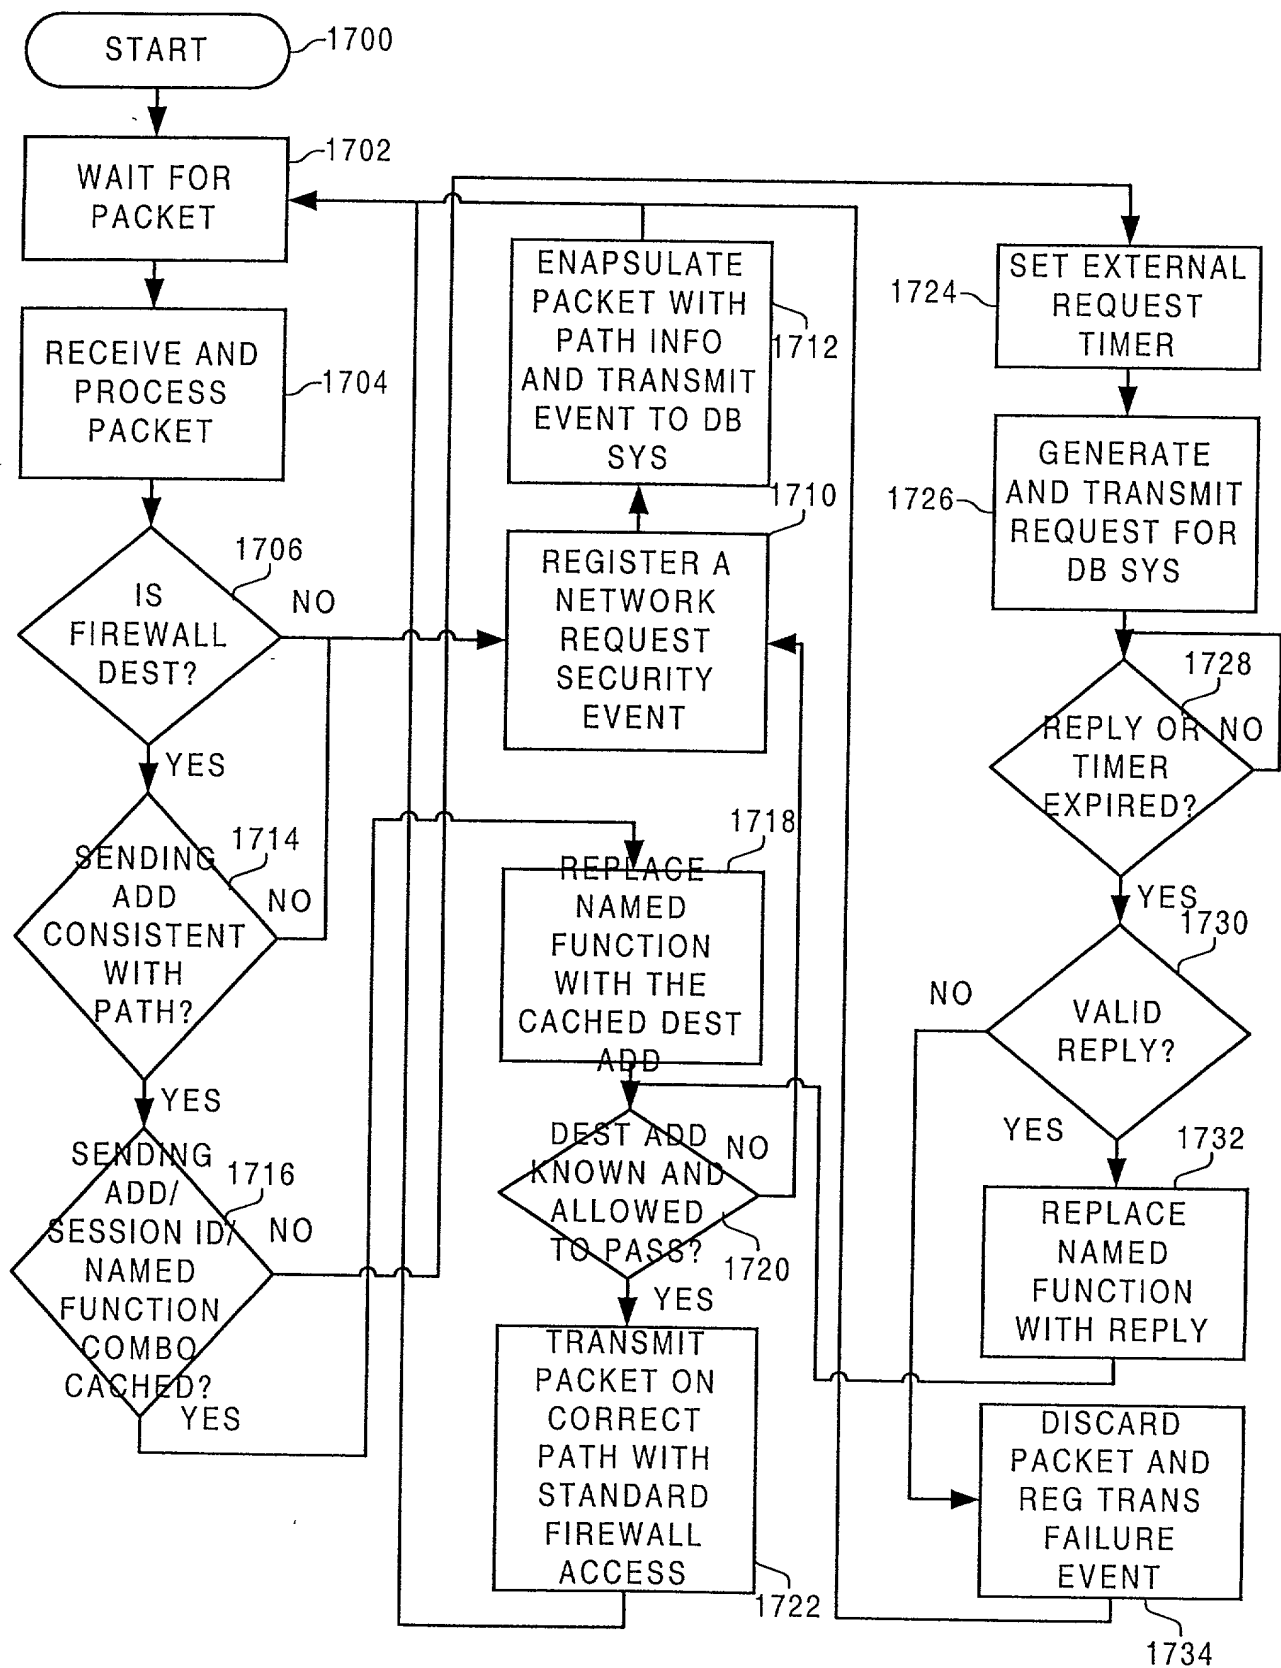 START
1700
WAIT FOR
PACKET
1702
RECEIVE AND
PROCESS
PACKET
1704
IS
FIREWALL
DEST?
1706
NO
YES
SENDING
ADD
CONSISTENT
WITH
PATH?
1714
NO
YES
SENDING
ADD/
SESSION ID/
NAMED
FUNCTION
COMBO
CACHED?
1716
NO
YES
ENAPSULATE
PACKET WITH
PATH INFO
AND TRANSMIT
EVENT TO DB
SYS
1712
REGISTER A
NETWORK
REQUEST
SECURITY
EVENT
1710
REPLACE
NAMED
FUNCTION
WITH THE
CACHED DEST
ADD
1718
DEST ADD
KNOWN AND
ALLOWED
TO PASS?
NO
1720
YES
TRANSMIT
PACKET ON
CORRECT
PATH WITH
STANDARD
FIREWALL
ACCESS
1722
SET EXTERNAL
REQUEST
TIMER
1724
GENERATE
AND TRANSMIT
REQUEST FOR
DB SYS
1726
REPLY OR
TIMER
EXPIRED?
1728
NO
YES
VALID
REPLY?
1730
NO
YES
REPLACE
NAMED
FUNCTION
WITH REPLY
1732
DISCARD
PACKET AND
REG TRANS
FAILURE
EVENT
1734